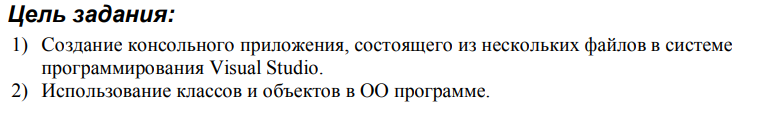 Цель задания:
1) Создание консольного приложения, состоящего из нескольких файлов в системе
программирования Visual Studio.
2) Использование классов и объектов в ОО программе.